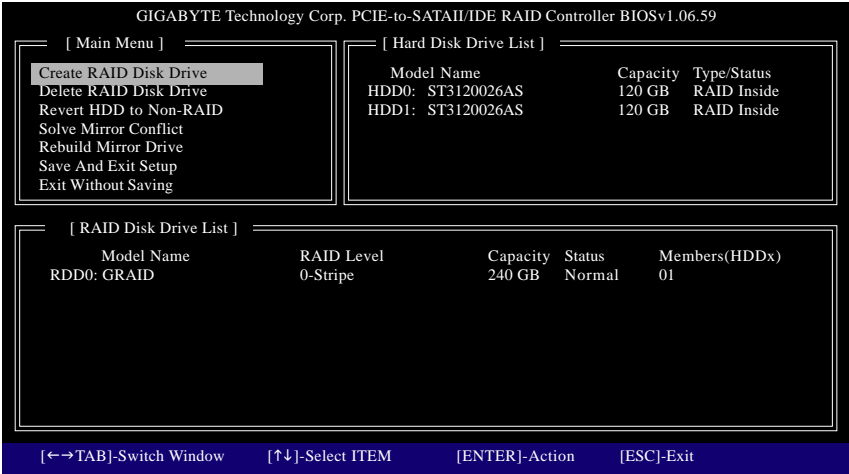 GIGABYTE Technology Corp. PCIE-to-SATAII/IDE RAID Controller BIOSv1.06.59
[ Main Menu ]
Create RAID Disk Drive
Delete RAID Disk Drive
Revert HDD to Non-RAID
Solve Mirror Conflict
Rebuild Mirror Drive
Save And Exit Setup
Exit Without Saving
[ Hard Disk Drive List ]
Model Name Capacity Type/Status
HDD0: ST3120026AS 120 GB RAID Inside
HDD1: ST3120026AS 120 GB RAID Inside
[ RAID Disk Drive List ]
Model Name RAID Level Capacity Status Members(HDDx)
RDD0: GRAID 0-Stripe 240 GB Normal 01
[←→TAB]-Switch Window [↑↓]-Select ITEM [ENTER]-Action [ESC]-Exit